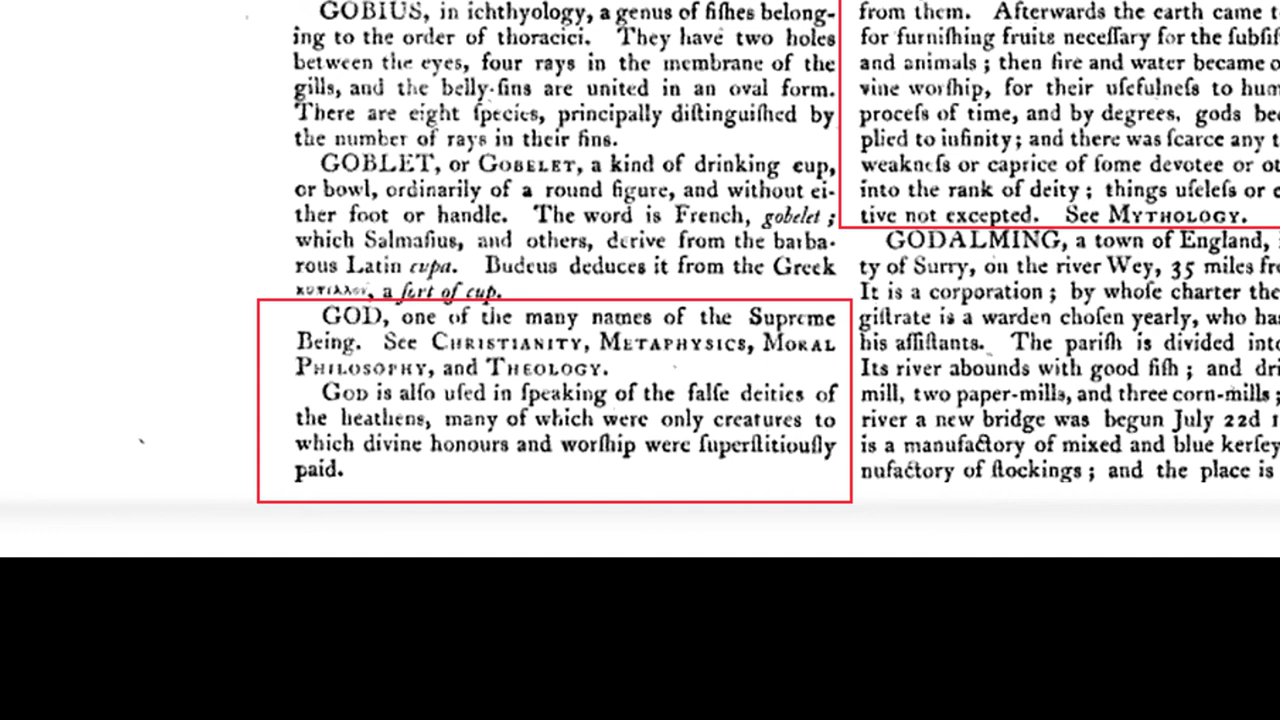 GOBIUS, in ichthyology, a genus of fiſhes belong-
ing to the order of thoracici. They have two holes
between the eyes, four rays in the membrane of the
gills, and the belly-fins are united in an oval form.
There are eight ſpecies, principally diſtinguiſhed by
the number of rays in their fins.
GOBLET, or GOBELET, a kind of drinking cup,
or bowl, ordinarily of a round figure, and without ei-
ther foot or handle. The word is French, gobelet;
which Salmaſius, and others, derive from the barba-
rous Latin cupa. Budeus deduces it from the Greek
a ſort of cup.
GOD, one of the many names of the Supreme
Being. See CHRISTIANITY, METAPHYSICS, MORAL
PHILOSOPHY, and THEOLOGY.
GOD is alſo uſed in ſpeaking of the falſe deities of
the heathens, many of which were only creatures to
which divine honours and worſhip were ſuperſtitiouſly
paid.
from them. Afterwards the earth came t
for furniſhing fruits neceſſary for the ſubſiſ
and animals; then fire and water became o
vine worſhip, for their uſefulneſs to hum
proceſs of time, and by degrees, gods bec
plied to infinity; and there was ſcarce any t
weakneſs or caprice of ſome devotee or ot
into the rank of deity; things uſeleſs or
tive not excepted. See MYTHOLOGY.
GODALMING, a town of England,
ty of Surry, on the river Wey, 35 miles fr
It is a corporation; by whoſe charter the
giſtrate is a warden choſen yearly, who ha
his aſſiſtants. The pariſh is divided int
Its river abounds with good fiſh; and dri
mill, two paper-mills, and three corn-mills;
river a new bridge was begun July 22d
is a manufactory of mixed and blue kerſey
nufactory of ſtockings; and the place is